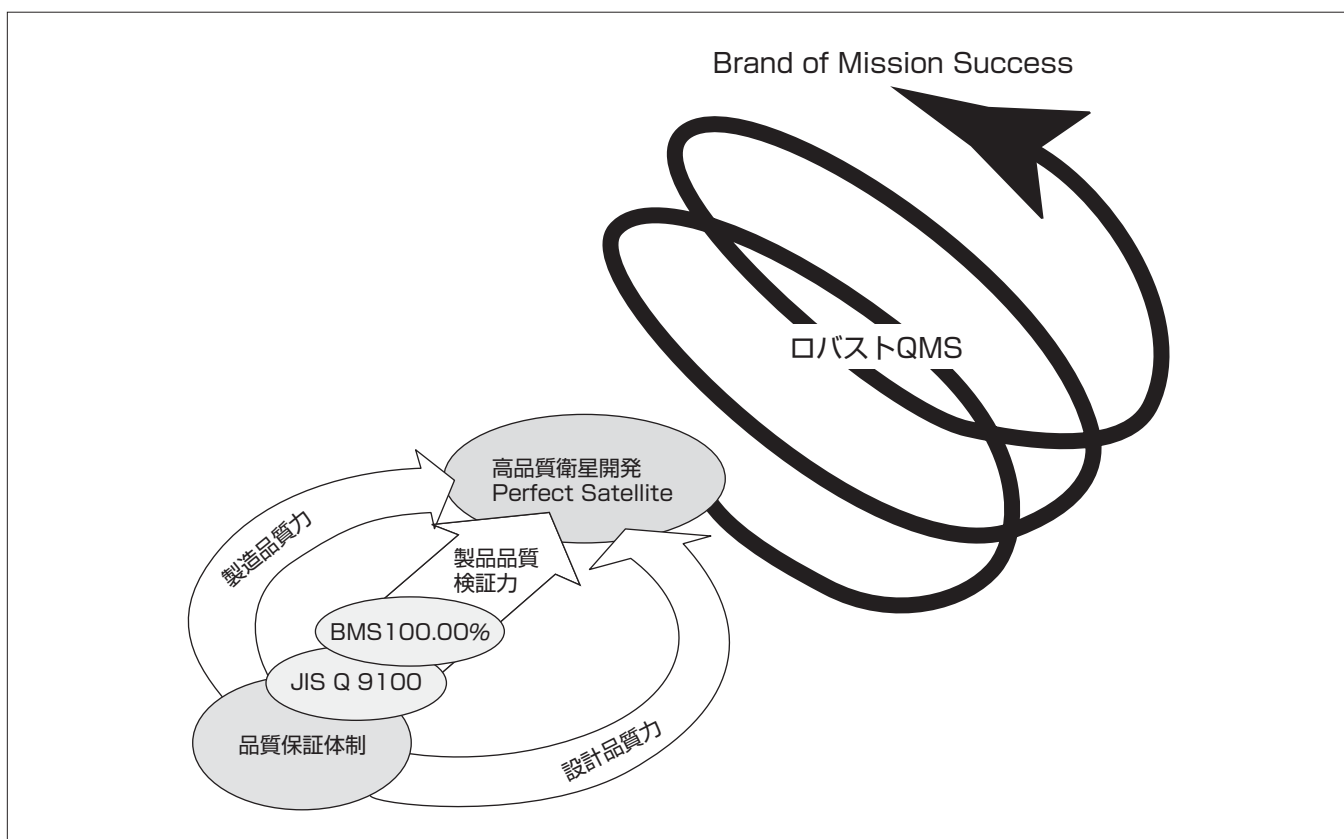 Brand of Mission Success
ロバストQMS
高品質衛星開発
Perfect Satellite
製造品質力
製品品質
検証力
BMS100.00%
JIS Q 9100
品質保証体制
設計品質力